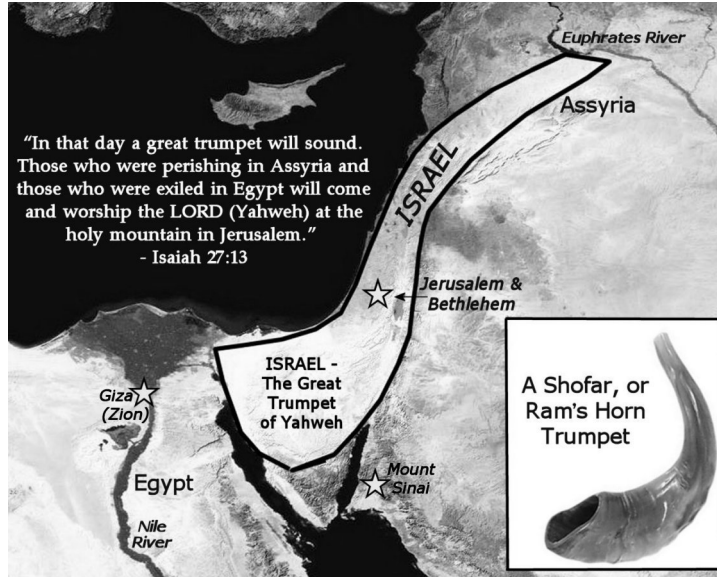 Euphrates River
Assyria
“In that day a great trumpet will sound.
Those who were perishing in Assyria and
those who were exiled in Egypt will come
and worship the LORD (Yahweh) at the
holy mountain in Jerusalem.”
- Isaiah 27:13
ISRAEL
Jerusalem &
Bethlehem
ISRAEL -
The Great
Trumpet
of Yahweh
Giza
(Zion)
Egypt
Nile
River
Mount
Sinai
A Shofar, or
Ram's Horn
Trumpet